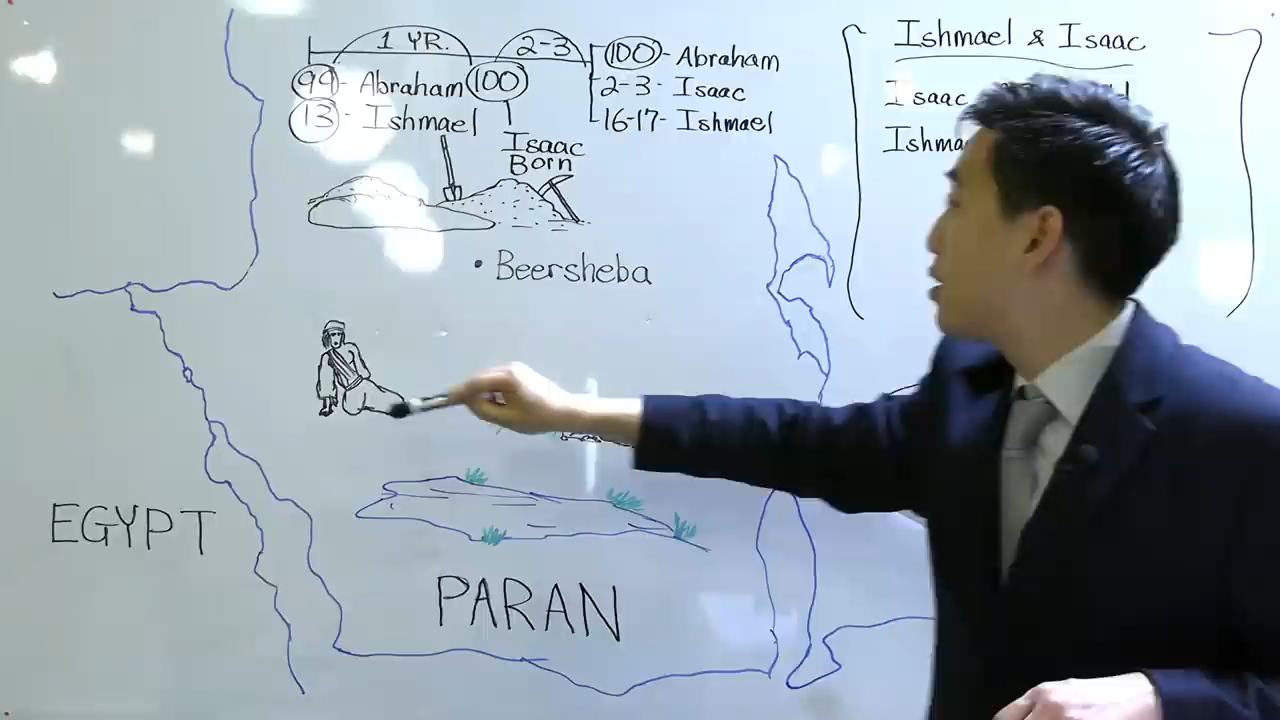 1 YR. 2-3
99 - Abraham 100
13 - Ishmael
Isaac
Born
100 - Abraham
2-3 - Isaac
16-17 - Ishmael
Ishmael & Isaac
Isaac
• Beersheba
EGYPT
PARAN